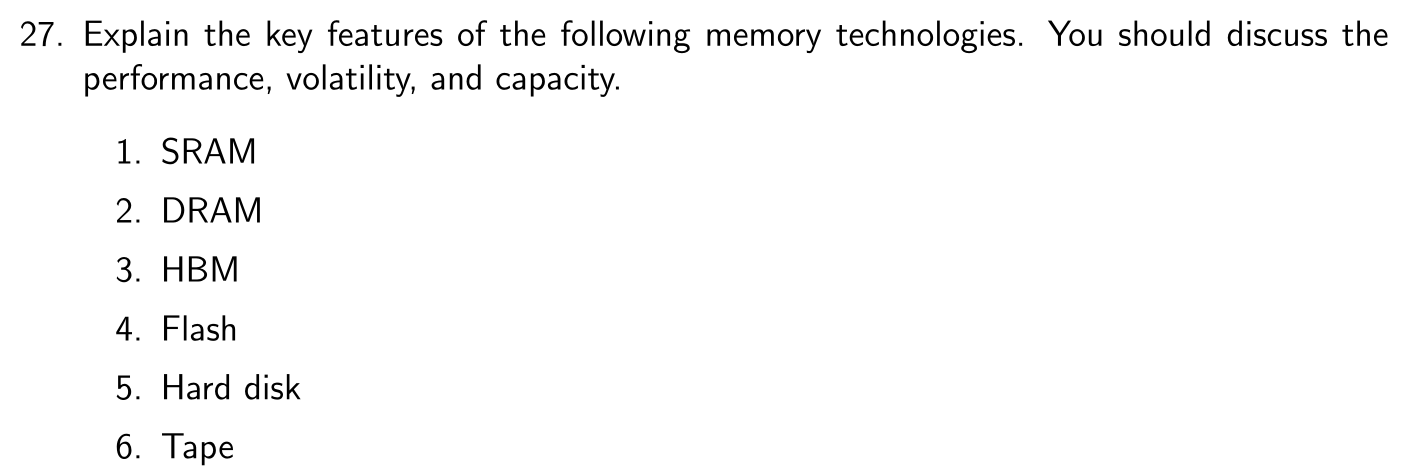 27. Explain the key features of the following memory technologies. You should discuss the
performance, volatility, and capacity.
1. SRAM
2. DRAM
3. HBM
4. Flash
5. Hard disk
6. Tape